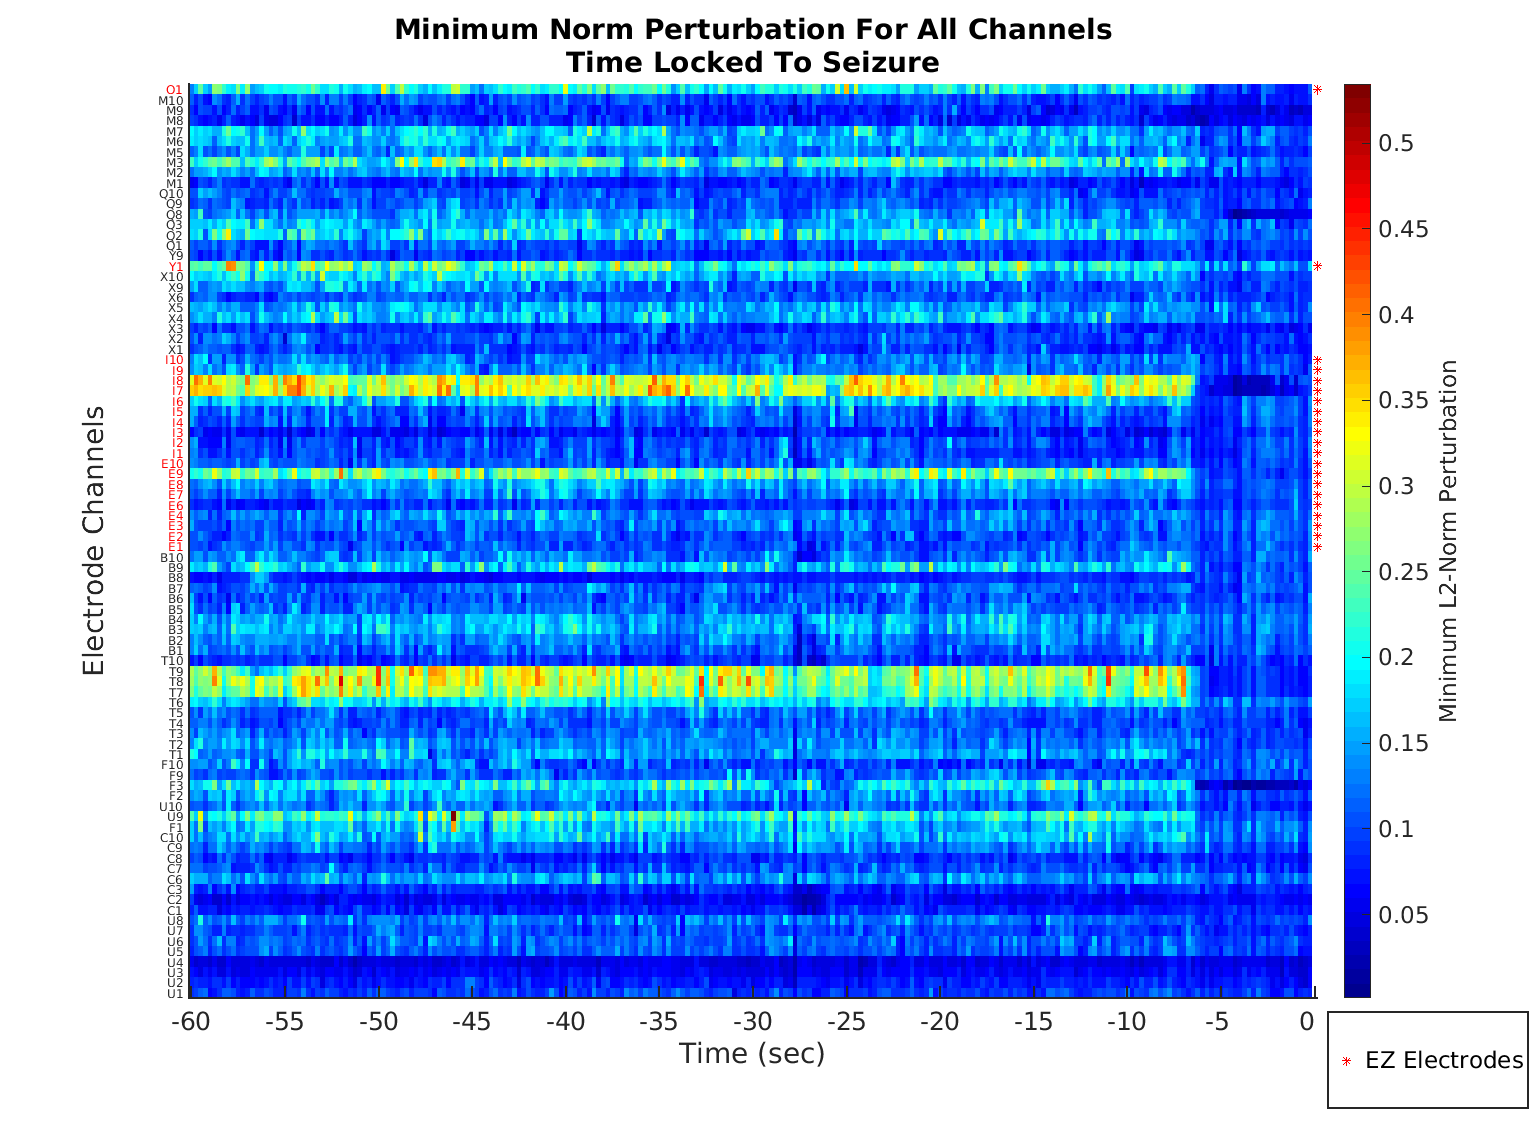 Minimum Norm Perturbation For All Channels
Time Locked To Seizure
Electrode Channels
O1
M10
M9
M8
M7
M6
M5
M3
M2
M1
Q10
Q9
Q8
Q3
Q2
Q1
Y9
Y1
X10
X9
X6
X5
X4
X3
X2
X1
I10
I9
I8
I7
I6
I5
I4
I3
I2
I1
E10
E9
E8
E7
E6
E4
E3
E2
E1
B10
B9
B8
B7
B6
B5
B4
B3
B2
B1
T10
T9
T8
T7
T6
T5
T4
T3
T2
T1
F10
F9
F3
F2
U10
U9
F1
C10
C9
C8
C7
C6
C3
C2
C1
U8
U7
U6
U5
U4
U3
U2
U1
-60 -55 -50 -45 -40 -35 -30 -25 -20 -15 -10 -5 0
Time (sec)
0.5
0.45
0.4
0.35
0.3
0.25
0.2
0.15
0.1
0.05
Minimum L2-Norm Perturbation
* EZ Electrodes